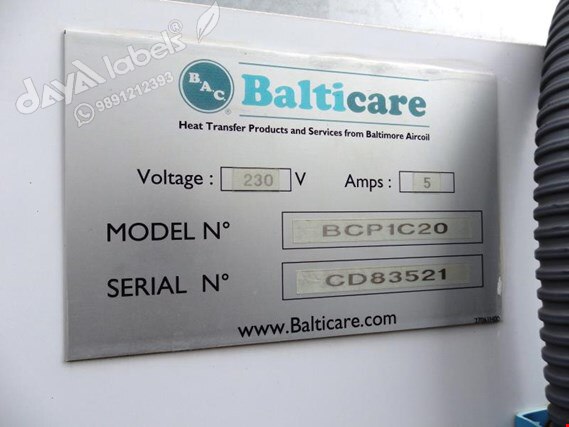 daya labels®
9891212393
BAC ® Balticare
Heat Transfer Products and Services from Baltimore Aircoil
Voltage : 230 V Amps : 5
MODEL N° BCP1C20
SERIAL N° CD83521
www.Balticare.com